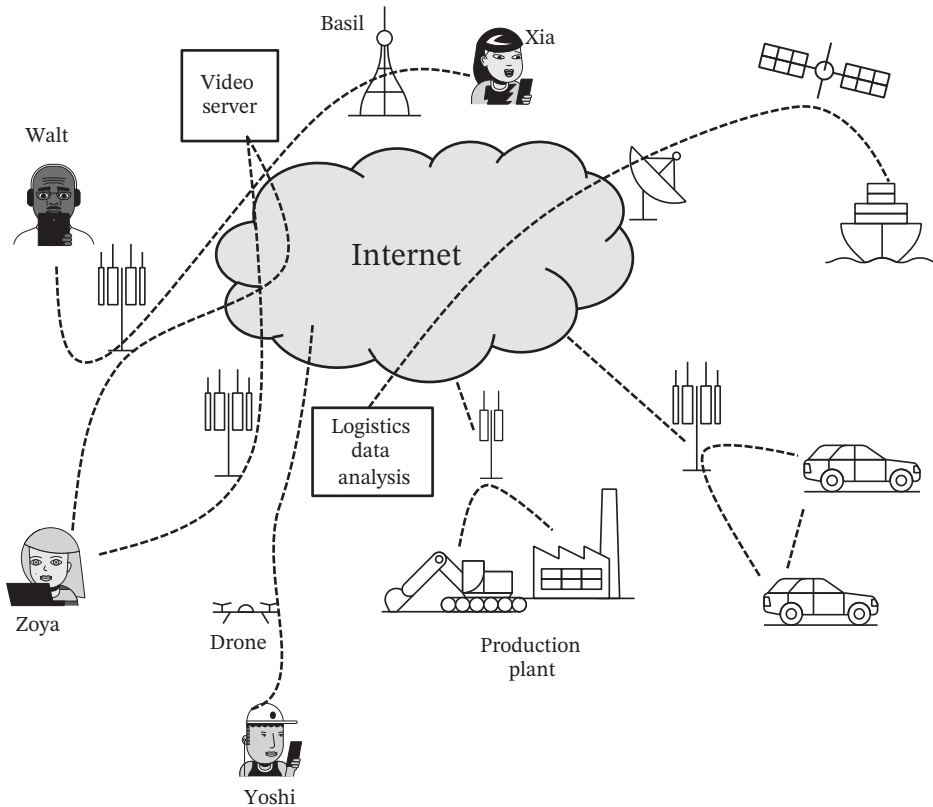 Basil
Xia
Video
server
Walt
Internet
Logistics
data
analysis
Zoya
Drone
Production
plant
Yoshi